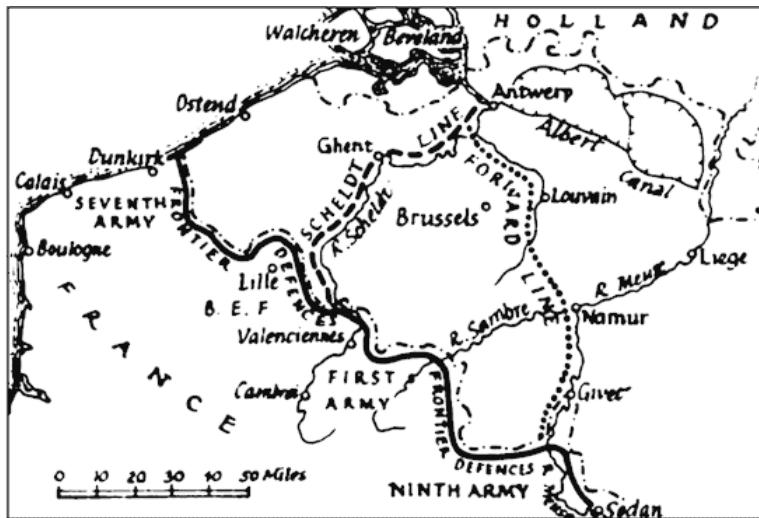 HOLLAND
Walcheren
Beveland
Antwerp
Ostend
Albert
Canal
Ghent
SCHELDT LINE
R. Scheldt
Dunkirk
Calais
SEVENTH
ARMY
FRONTIER
DEFENCES
Boulogne
Lille
B. E. F
Brussels
Louvain
FORWARD LINE
Liege
R. Meuse
Namur
R. Sambre
Valenciennes
FRANCE
Cambrai
FIRST
ARMY
Givet
FRONTIER
DEFENCES
NINTH ARMY
Sedan
0 10 20 30 40 50 Miles